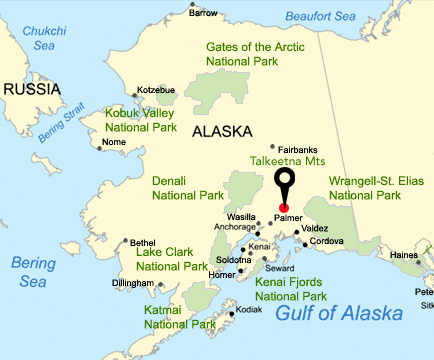 Barrow
Beaufort Sea
Chukchi
Sea
Gates of the Arctic
National Park
RUSSIA
Kotzebue
Bering Strait
Kobuk Valley
National Park
ALASKA
Nome
Fairbanks
Talkeetna Mts
Denali
National Park
Wrangell-St. Elias
National Park
Wasilla
Palmer
Anchorage
Valdez
Bethel
Kenai
Cordova
Lake Clark
National Park
Soldotna
Haines
Bering
Sea
Homer
Seward
Dillingham
Kenai Fjords
National Park
Pete
Katmai
National Park
Kodiak
Gulf of Alaska
Sitk